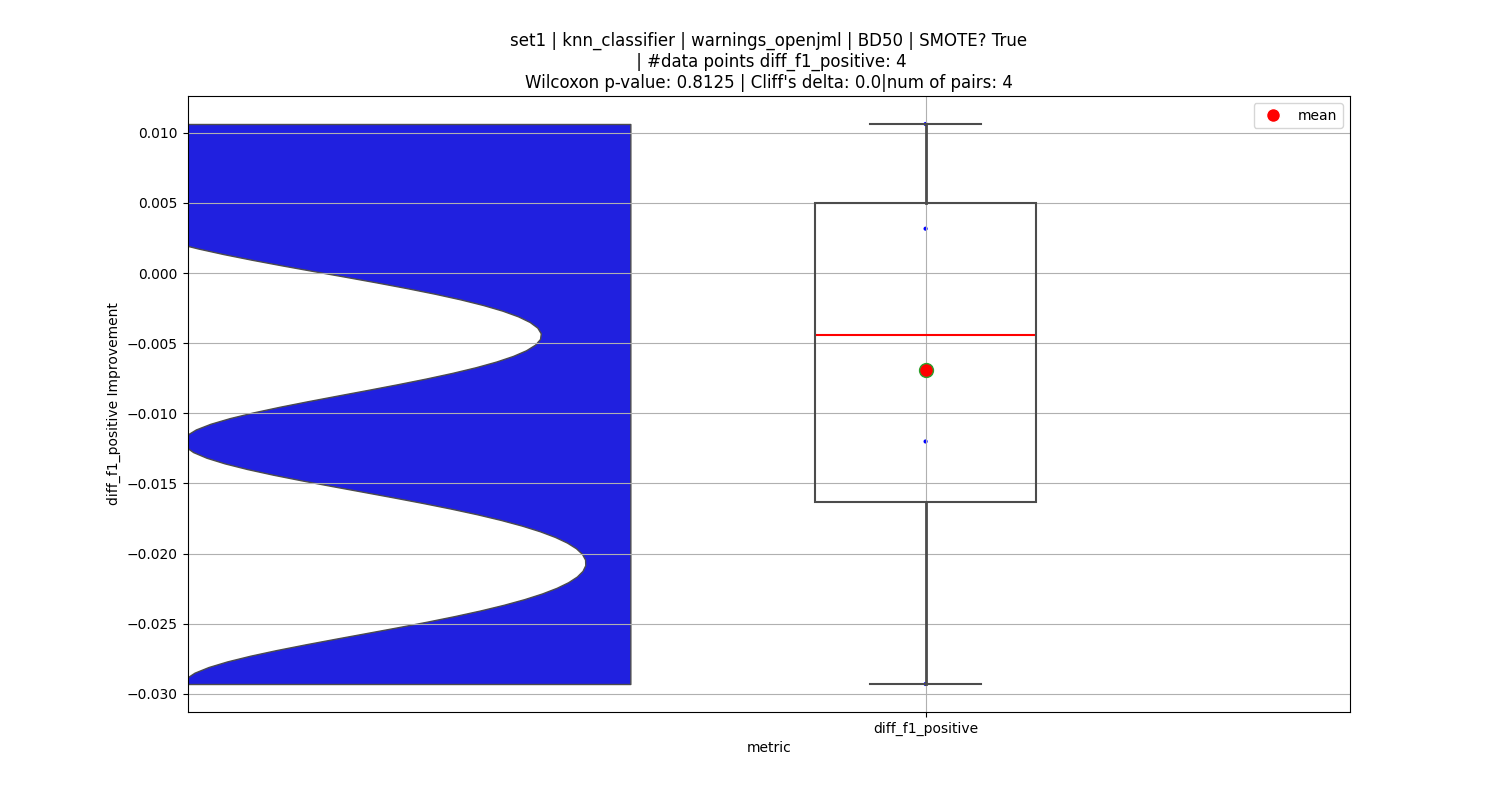 set1 | knn_classifier | warnings_openjml | BD50 | SMOTE? True
| #data points diff_f1_positive: 4
Wilcoxon p-value: 0.8125 | Cliff's delta: 0.0|num of pairs: 4
mean
0.010
0.005
0.000
−0.005
−0.010
−0.015
−0.020
−0.025
−0.030
diff_f1_positive Improvement
diff_f1_positive
metric